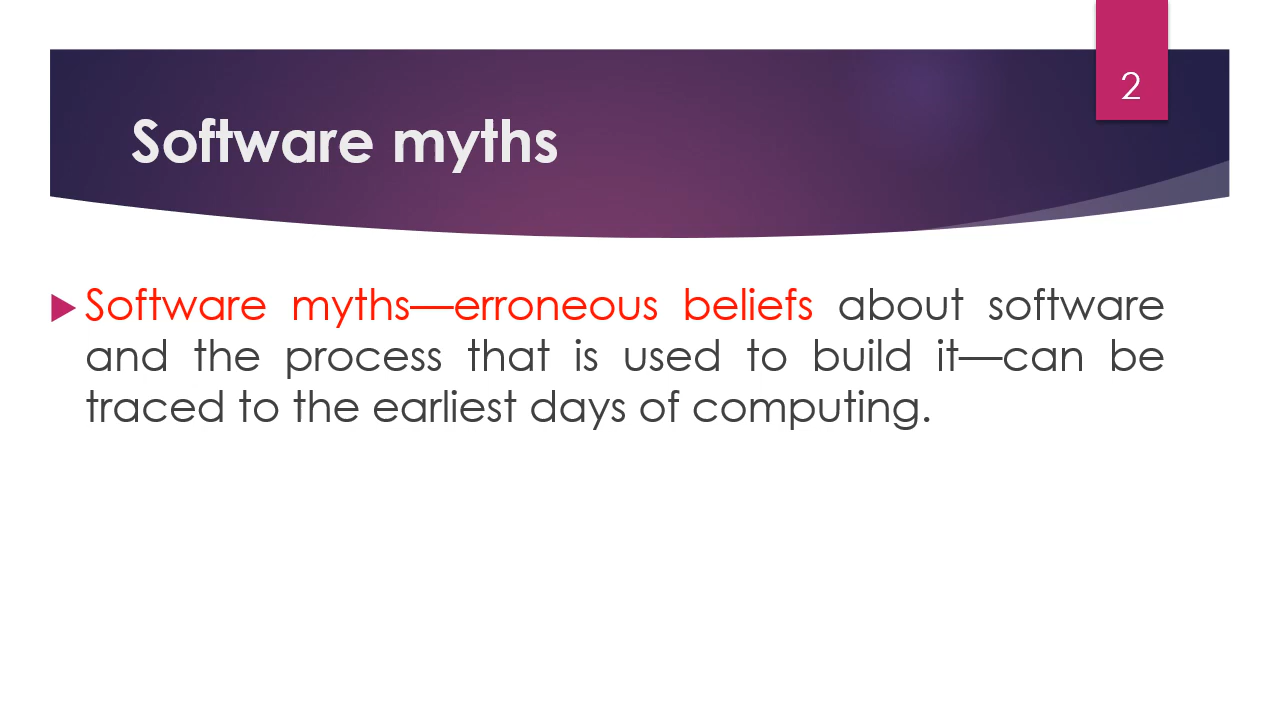 2
Software myths
Software myths—erroneous beliefs about software
and the process that is used to build it—can be
traced to the earliest days of computing.